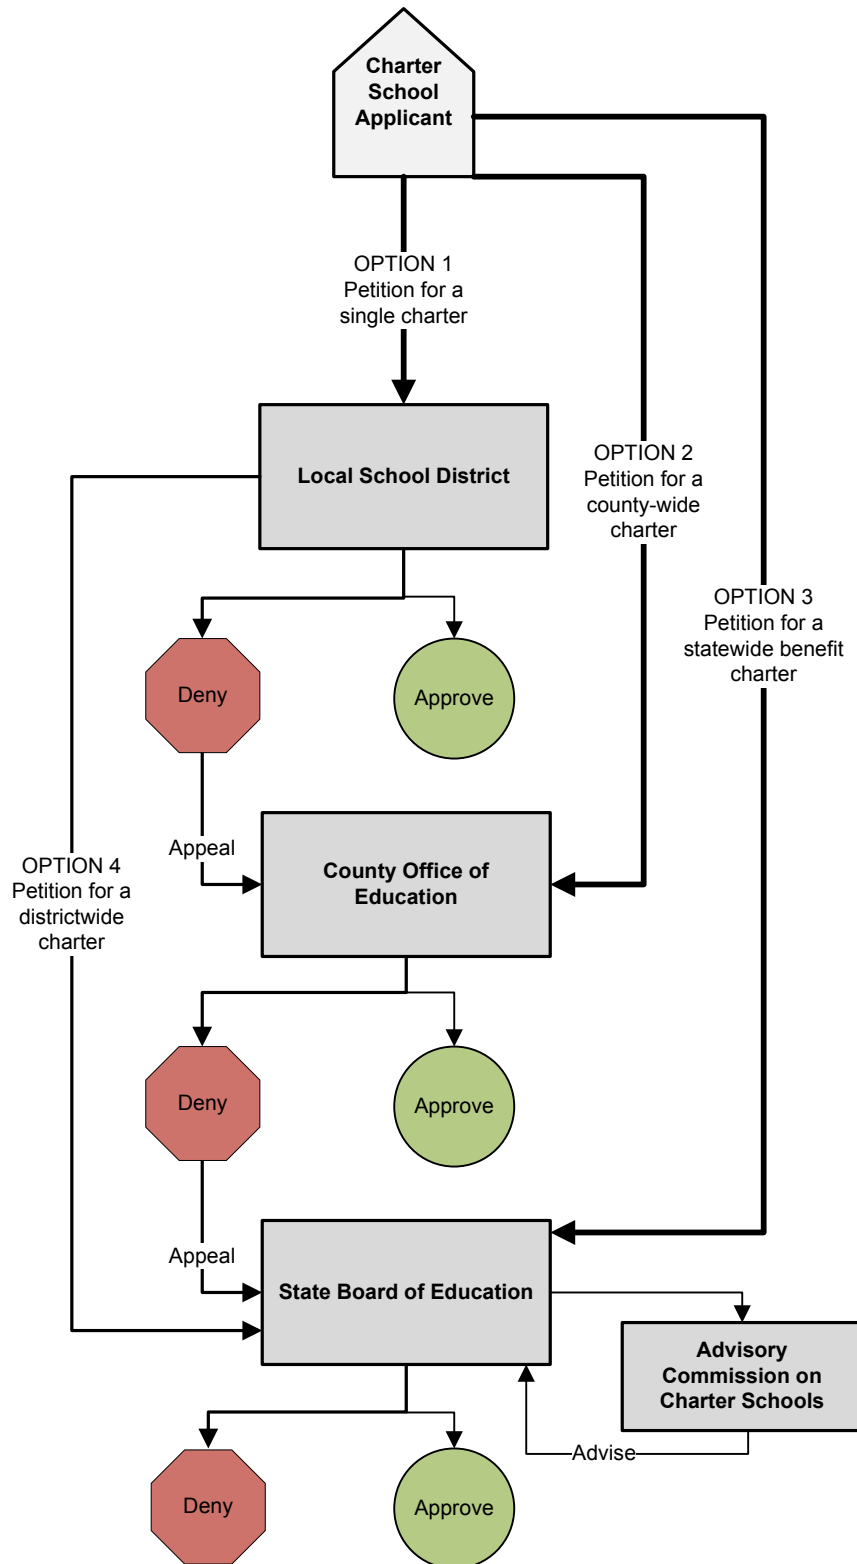 Charter
School
Applicant
OPTION 1
Petition for a
single charter
OPTION 2
Petition for a
county-wide
charter
Local School District
OPTION 3
Petition for a
statewide benefit
charter
Deny
Approve
Appeal
OPTION 4
Petition for a
districtwide
charter
County Office of
Education
Deny
Approve
Appeal
State Board of Education
Advisory
Commission on
Charter Schools
Advise
Deny
Approve